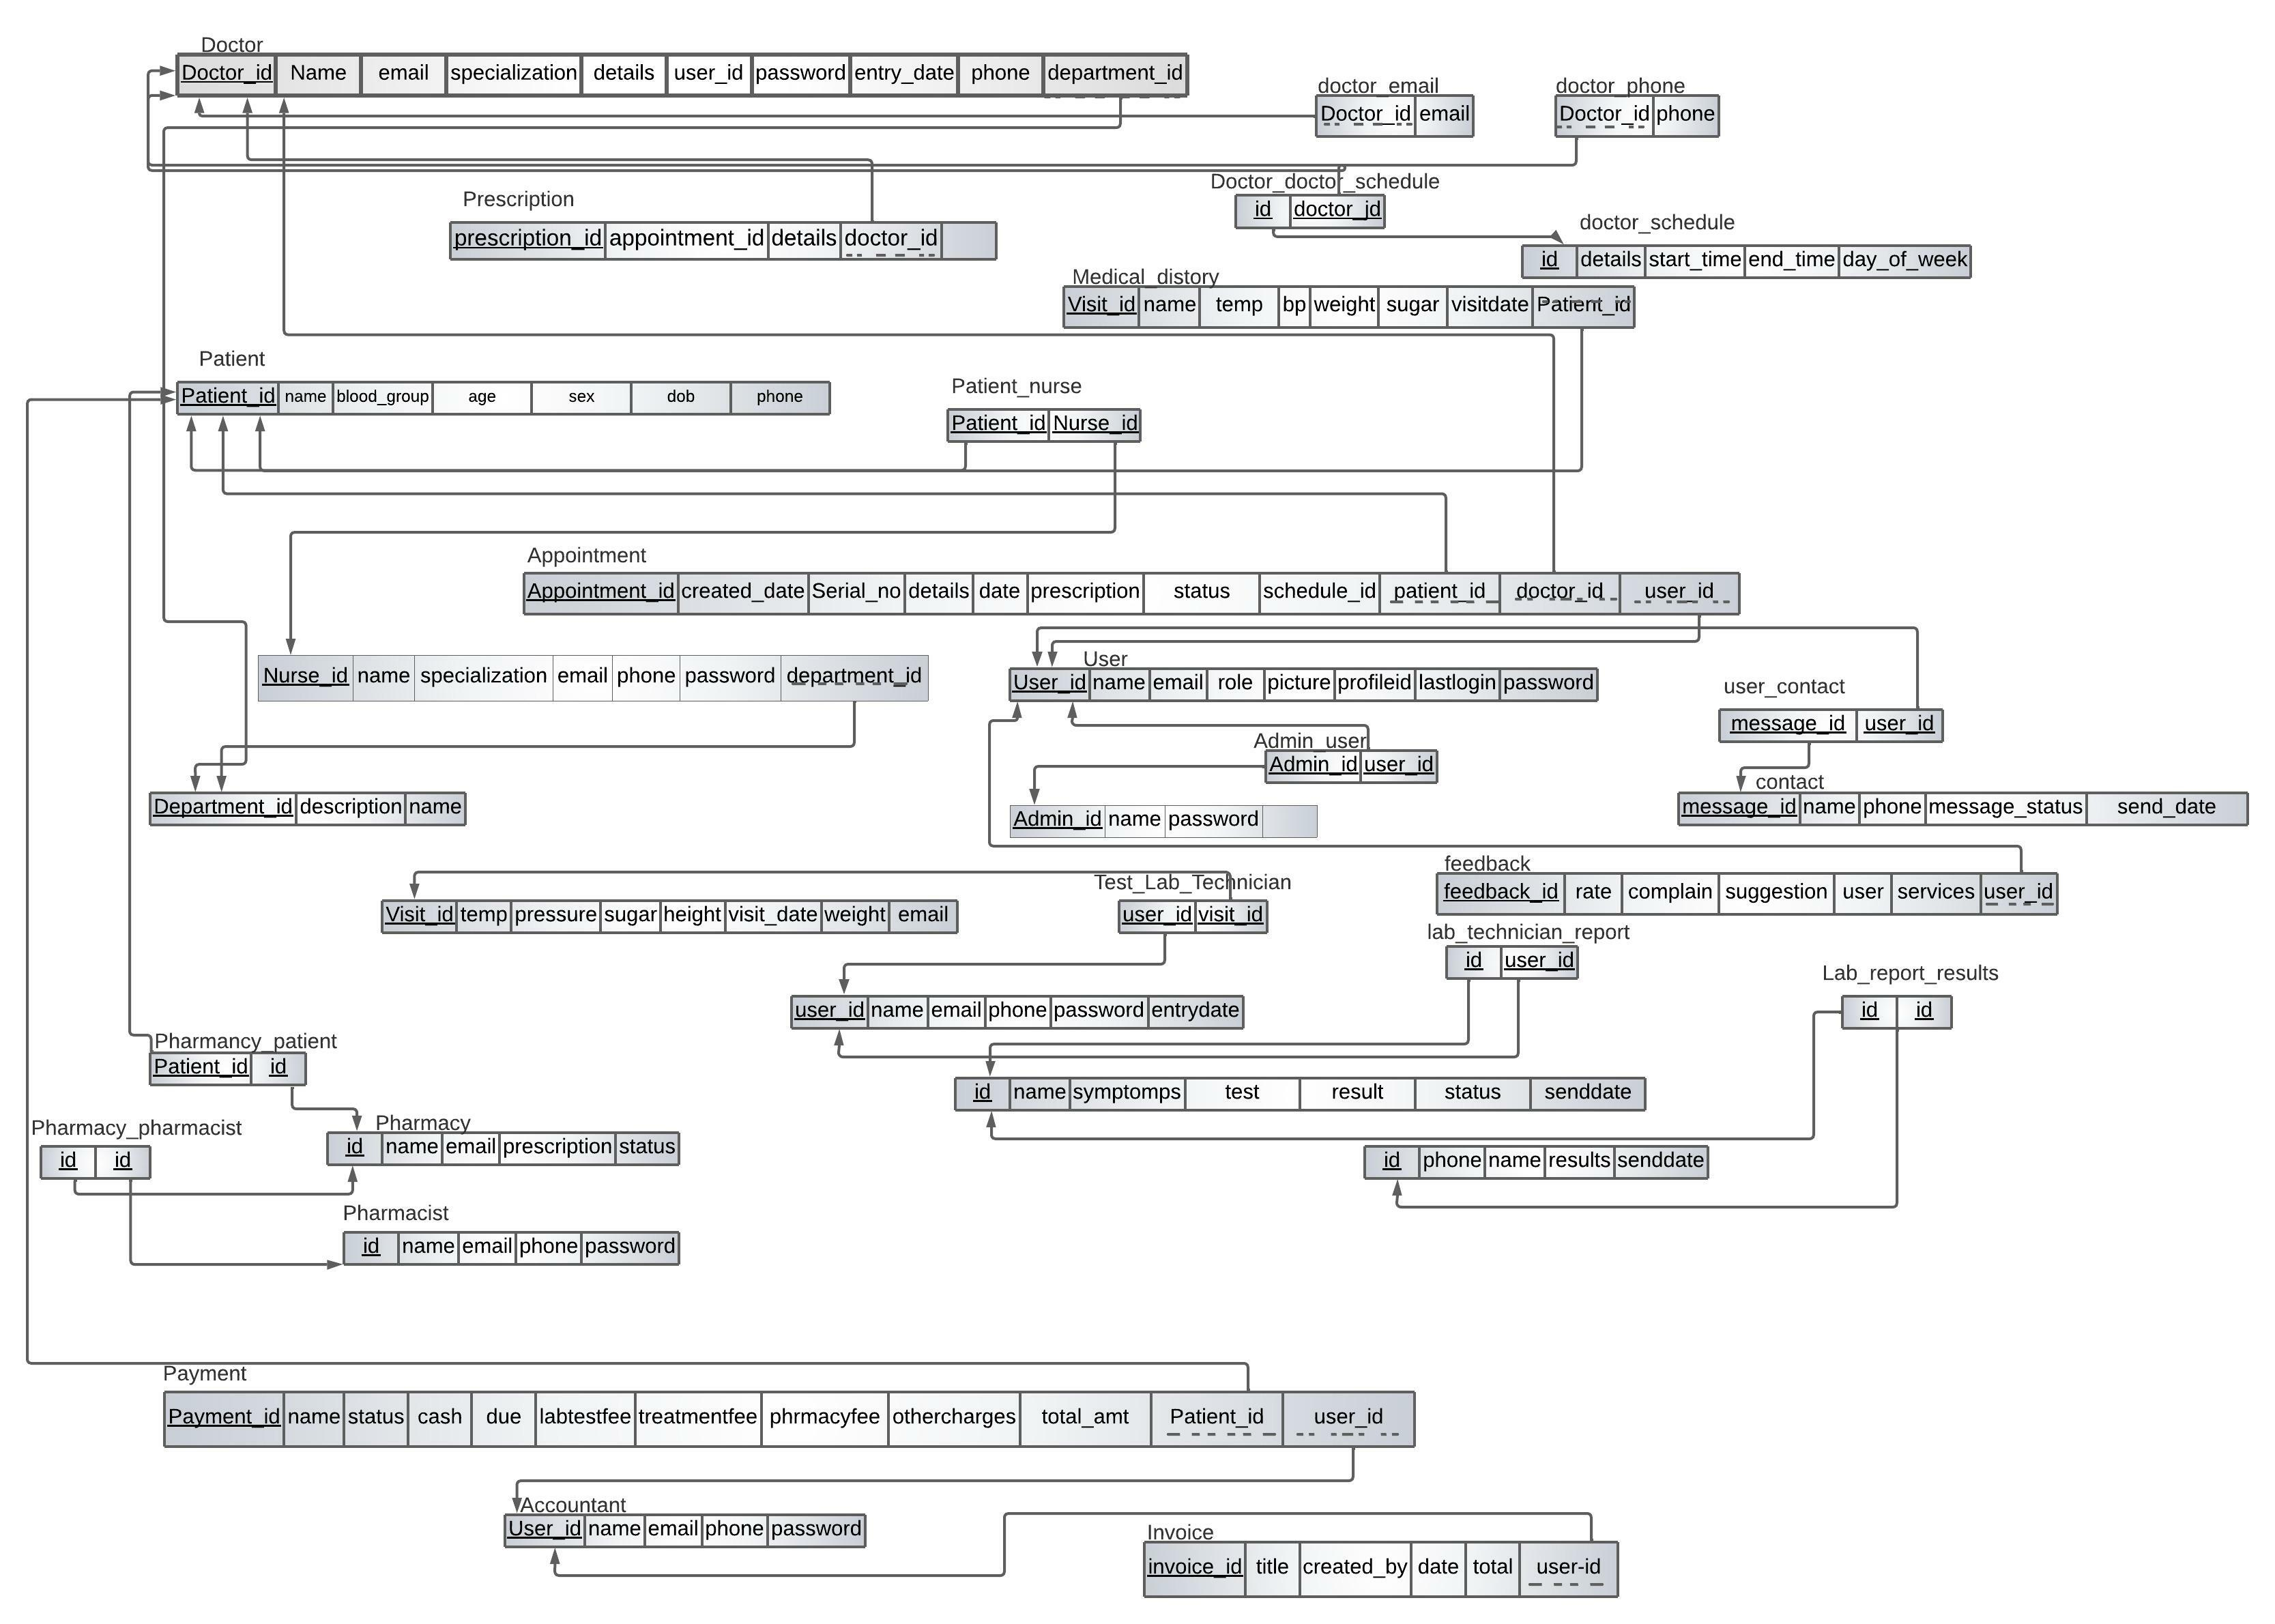 Doctor
Doctor_id Name email specialization details user_id password entry_date phone department_id
doctor_email
Doctor_id email
doctor_phone
Doctor_id phone
Doctor_doctor_schedule
id doctor_jd
Prescription
prescription_id appointment_id details doctor_id
doctor_schedule
id details start_time end_time day_of_week
Medical_distory
Visit_id name temp bp weight sugar visitdate Patient_id
Patient
Patient_id name blood_group age sex dob phone
Patient_nurse
Patient_id Nurse_id
Appointment
Appointment_id created_date Serial_no details date prescription status schedule_id patient_id doctor_id user_id
Nurse_id name specialization email phone password department_id
User
User_id name email role picture profileid lastlogin password
user_contact
message_id user_id
Admin_user
Admin_id user_id
contact
message_id name phone message_status send_date
Department_id description name
Admin_id name password
feedback
feedback_id rate complain suggestion user services user_id
Test_Lab_Technician
user_id visit_id
Visit_id temp pressure sugar height visit_date weight email
lab_technician_report
id user_id
Lab_report_results
id id
user_id name email phone password entrydate
Pharmancy_patient
Patient_id id
id name symptomps test result status senddate
Pharmacy_pharmacist
id id
Pharmacy
id name email prescription status
id phone name results senddate
Pharmacist
id name email phone password
Payment
Payment_id name status cash due labtestfee treatmentfee phrmacyfee othercharges total_amt Patient_id user_id
Accountant
User_id name email phone password
Invoice
invoice_id title created_by date total user-id